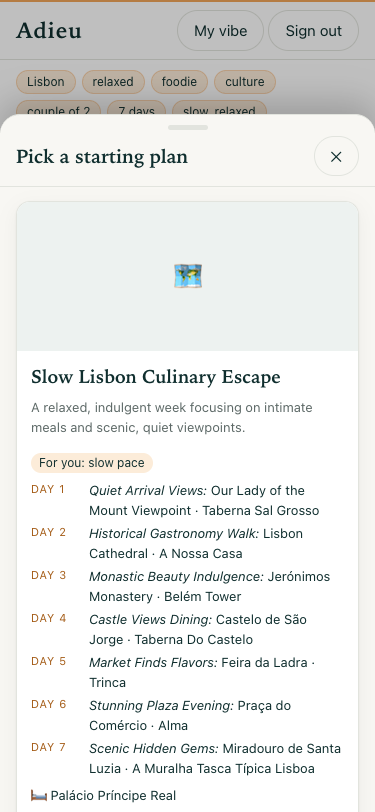 Adieu
My vibe
Sign out
Lisbon
relaxed
foodie
culture
couple of 2
7 days
slow, relaxed
Pick a starting plan
Slow Lisbon Culinary Escape
A relaxed, indulgent week focusing on intimate
meals and scenic, quiet viewpoints.
For you: slow pace
DAY 1
Quiet Arrival Views: Our Lady of the
Mount Viewpoint · Taberna Sal Grosso
DAY 2
Historical Gastronomy Walk: Lisbon
Cathedral · A Nossa Casa
DAY 3
Monastic Beauty Indulgence: Jerónimos
Monastery · Belém Tower
DAY 4
Castle Views Dining: Castelo de São
Jorge · Taberna Do Castelo
DAY 5
Market Finds Flavors: Feira da Ladra ·
Trinca
DAY 6
Stunning Plaza Evening: Praça do
Comércio · Alma
DAY 7
Scenic Hidden Gems: Miradouro de Santa
Luzia · A Muralha Tasca Típica Lisboa
Palácio Príncipe Real